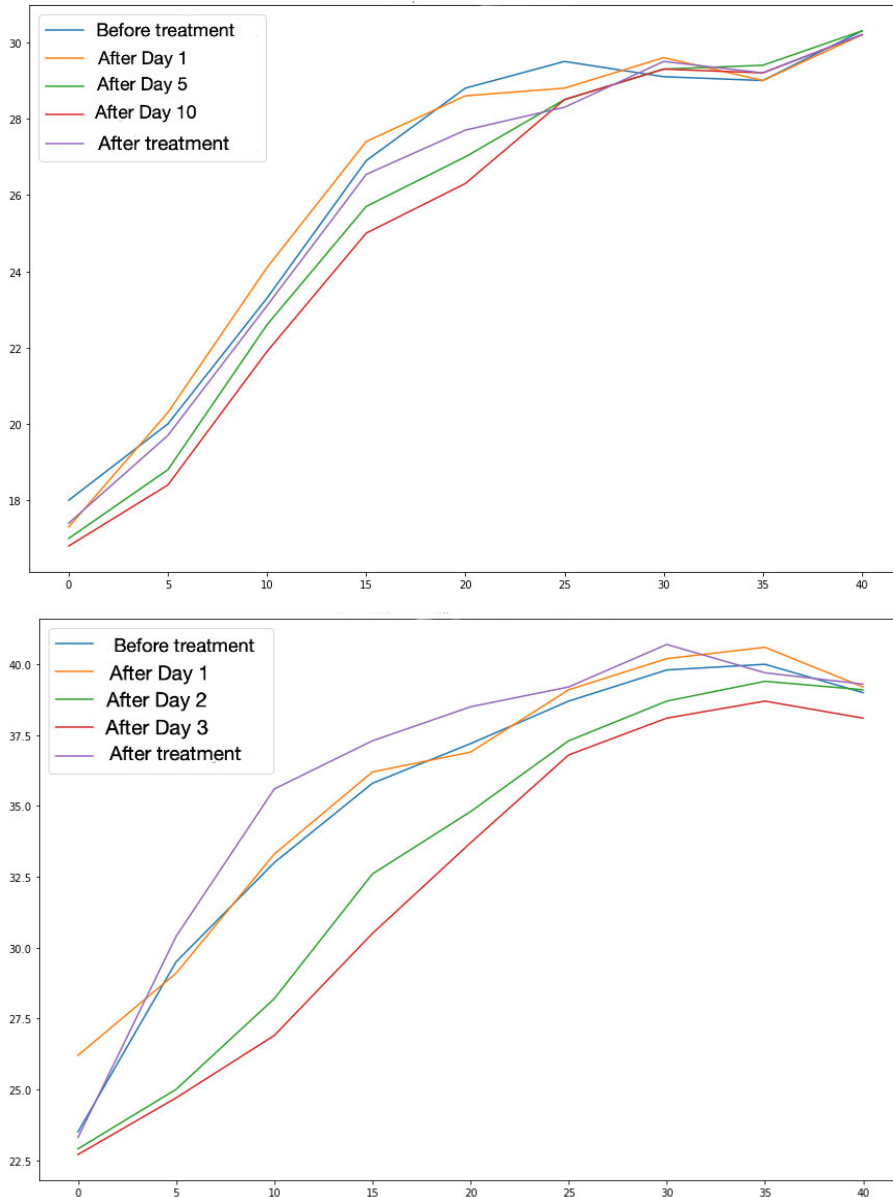 Before treatment
After Day 1
After Day 5
After Day 10
After treatment
30
28
26
24
22
20
18
0 5 10 15 20 25 30 35 40
Before treatment
After Day 1
After Day 2
After Day 3
After treatment
40.0
37.5
35.0
32.5
30.0
27.5
25.0
22.5
0 5 10 15 20 25 30 35 40